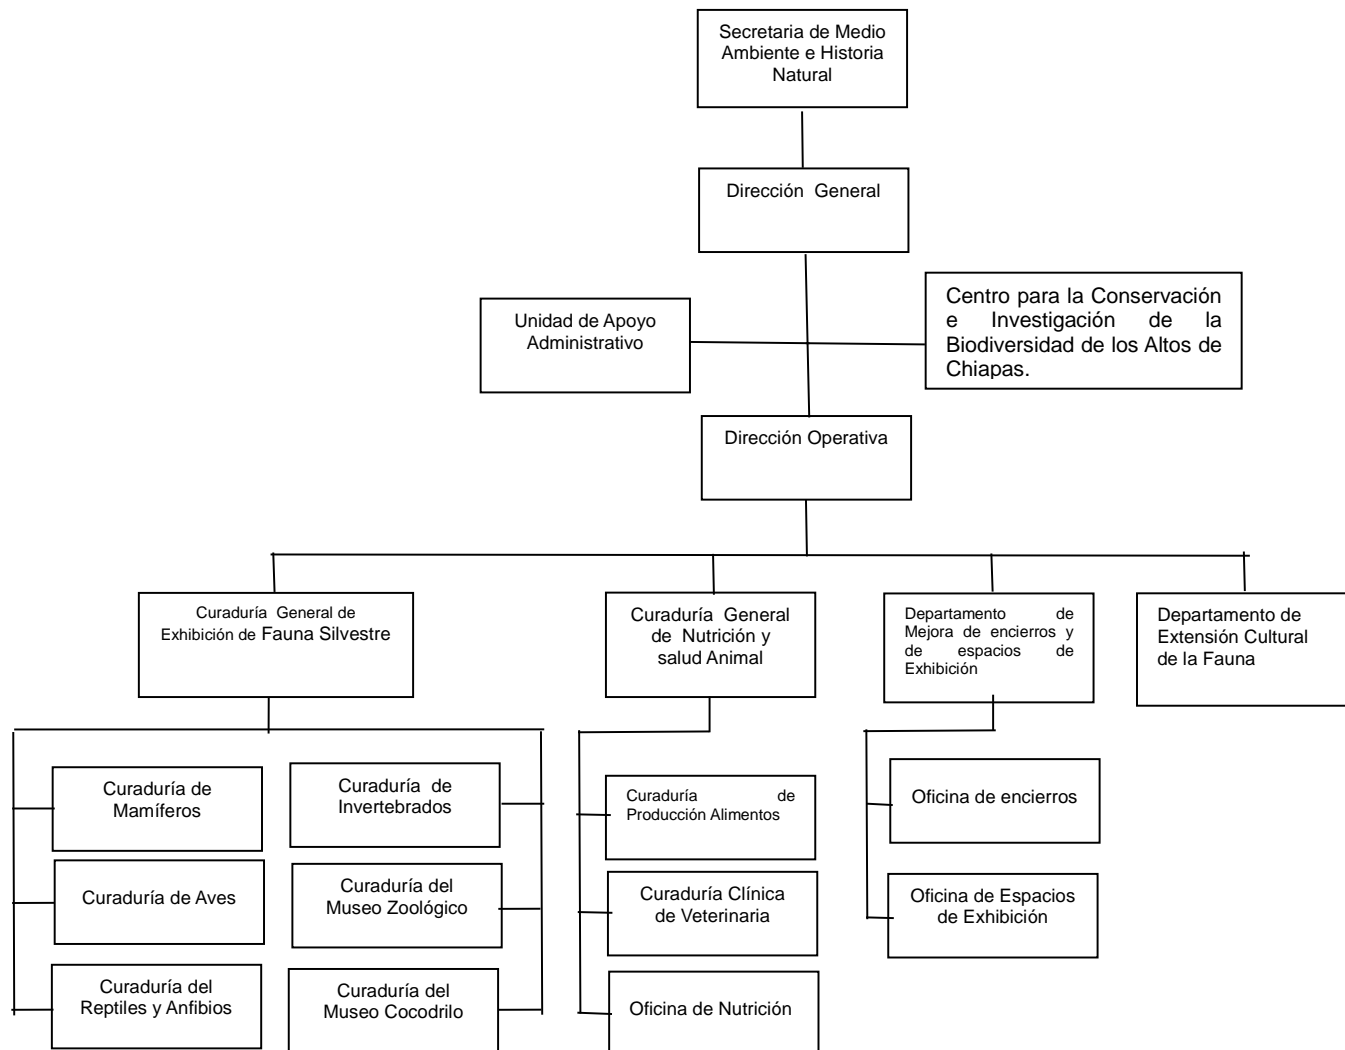 Secretaria de Medio
Ambiente e Historia
Natural
Dirección General
Unidad de Apoyo
Administrativo
Centro para la Conservación
e Investigación de la
Biodiversidad de los Altos de
Chiapas.
Dirección Operativa
Curaduría General de
Exhibición de Fauna Silvestre
Curaduría General
de Nutrición y
salud Animal
Departamento de
Mejora de encierros y
de espacios de
Exhibición
Departamento de
Extensión Cultural
de la Fauna
Curaduría de
Mamíferos
Curaduría de
Invertebrados
Curaduría de
Producción Alimentos
Oficina de encierros
Curaduría de Aves
Curaduría del
Museo Zoológico
Curaduría Clínica
de Veterinaria
Oficina de Espacios
de Exhibición
Curaduría del
Reptiles y Anfibios
Curaduría del
Museo Cocodrilo
Oficina de Nutrición